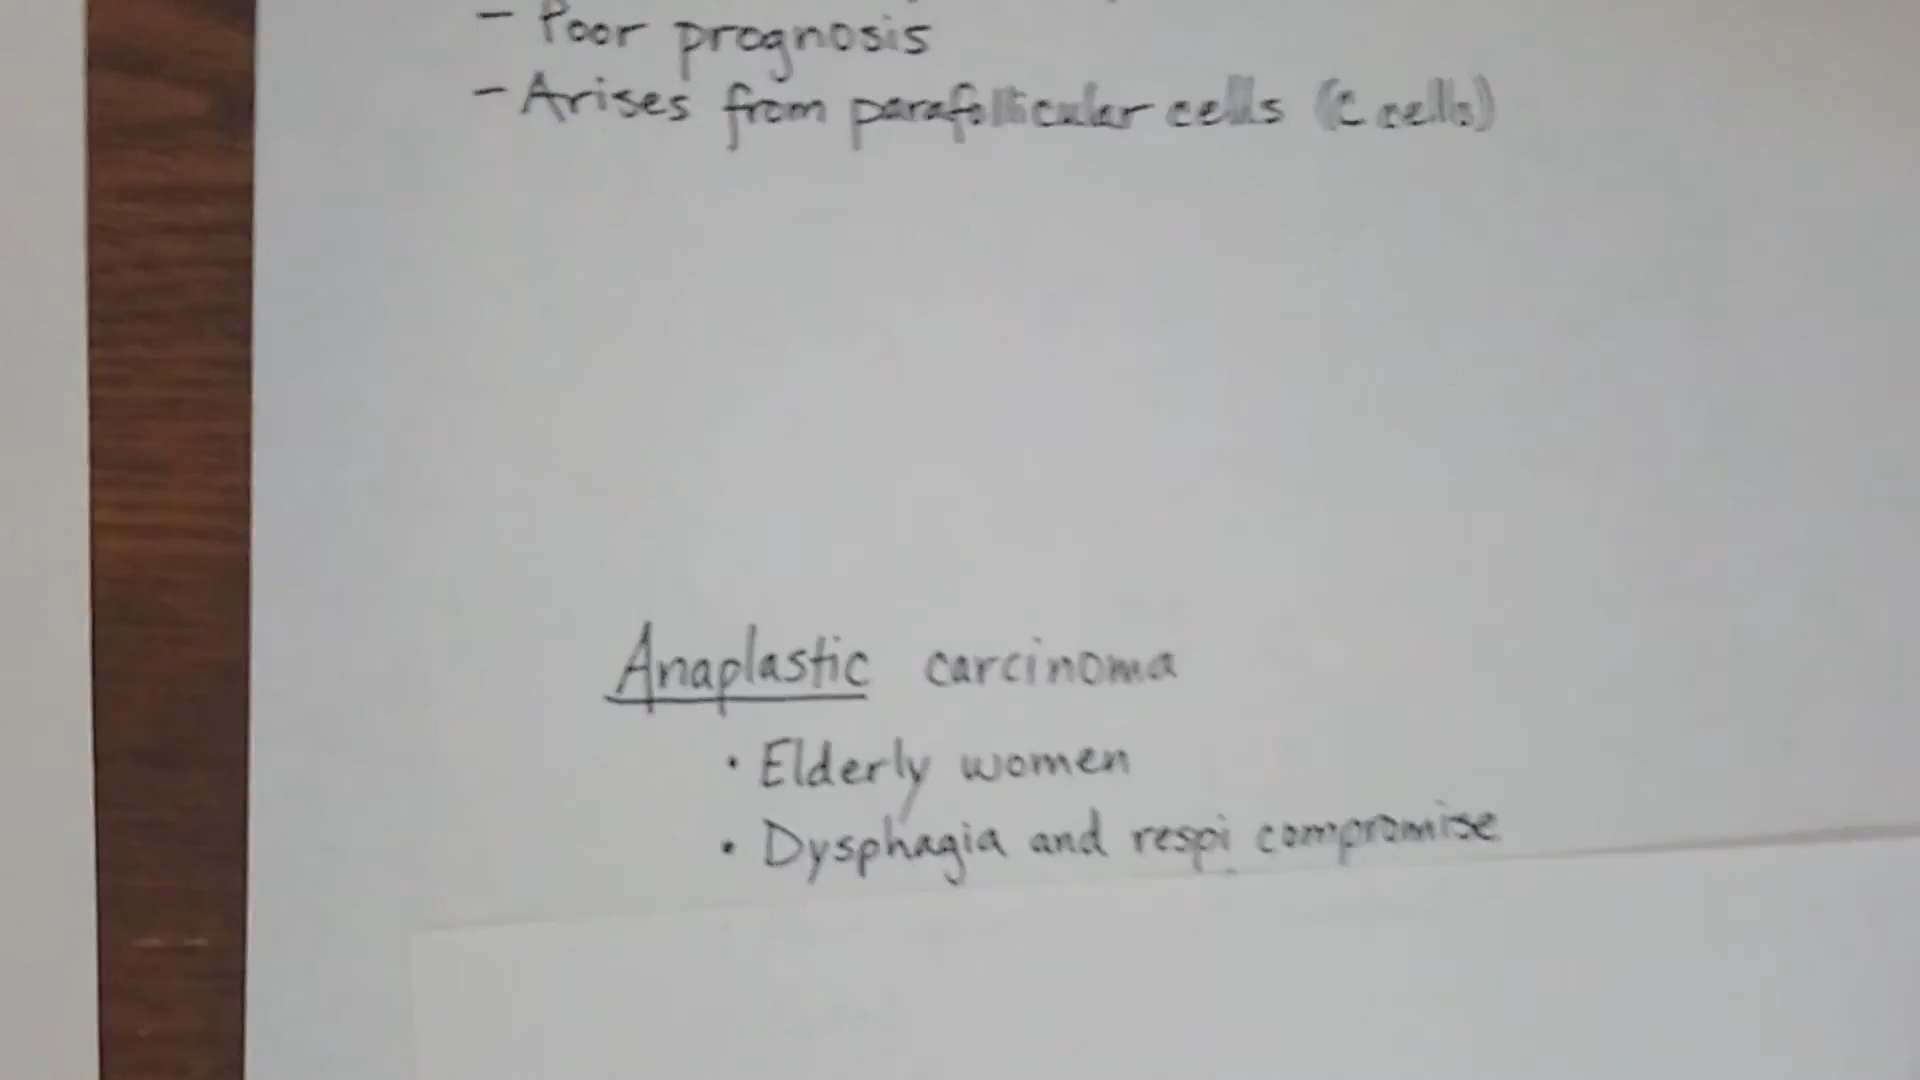 - Poor prognosis
- Arises from parafollicular cells (C cells)
Anaplastic carcinoma
• Elderly women
• Dysphagia and respi compromise